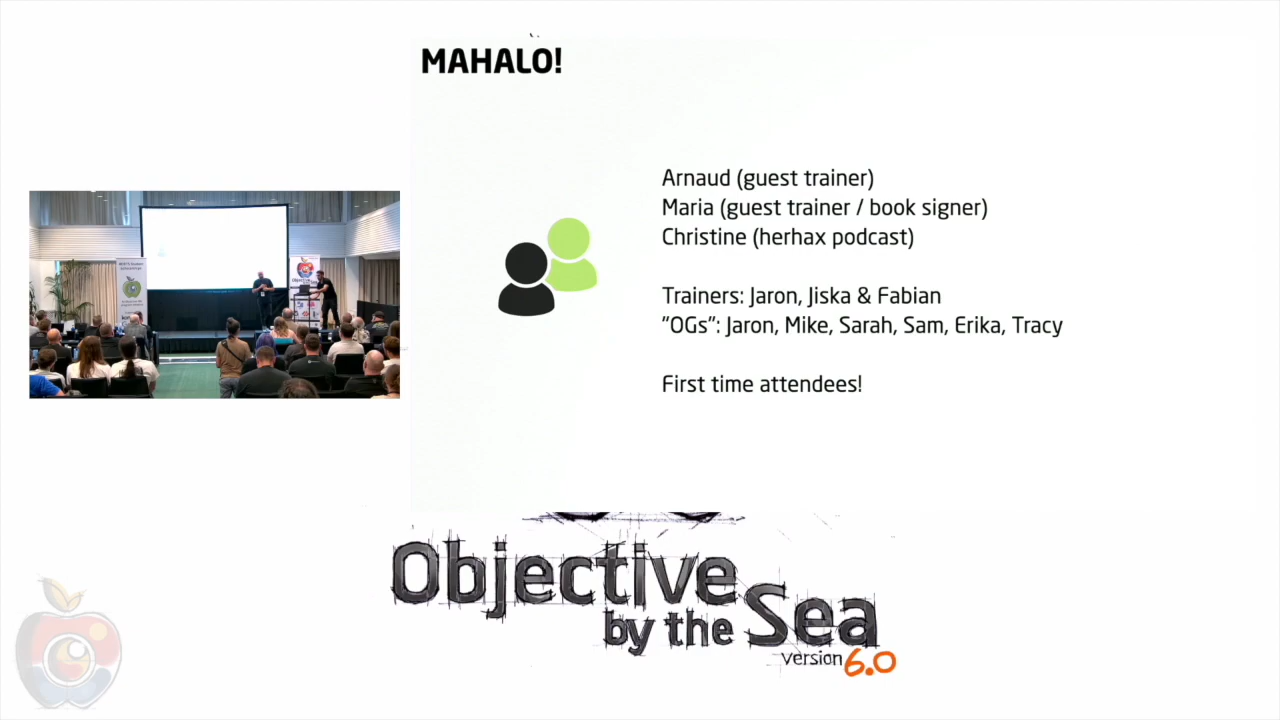 MAHALO!
Arnaud (guest trainer)
Maria (guest trainer / book signer)
Christine (herhax podcast)
Trainers: Jaron, Jiska & Fabian
"OGs": Jaron, Mike, Sarah, Sam, Erika, Tracy
First time attendees!
Objective
by the Sea
version 6.0